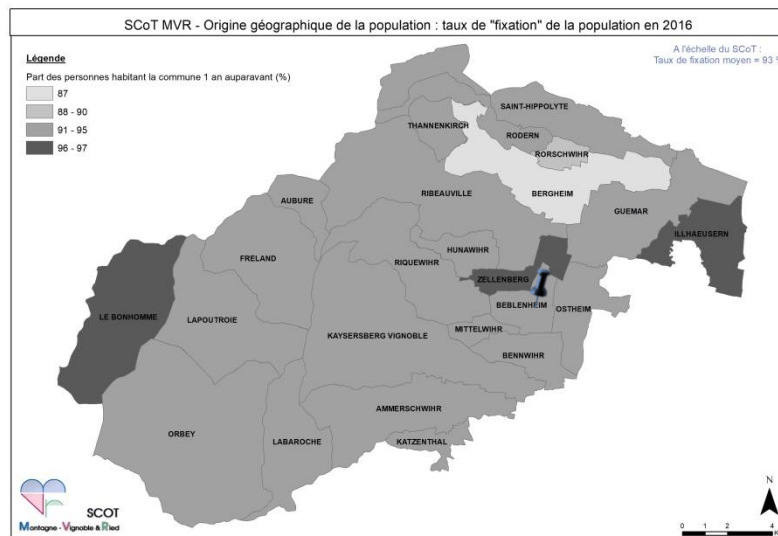 SCoT MVR - Origine géographique de la population : taux de "fixation" de la population en 2016
A l'échelle du SCoT :
Taux de fixation moyen = 93 %
Légende
Part des personnes habitant la commune 1 an auparavant (%)
87
88 - 90
91 - 95
96 - 97
SAINT-HIPPOLYTE
THANNENKIRCH
RODERN
RORSCHWIHR
BERGHEIM
RIBEAUVILLE
AUBURE
GUEMAR
ILLHAEUSERN
HUNAWIHR
FRELAND
RIQUEWIHR
ZELLENBERG
BEBLENHEIM
OSTHEIM
LE BONHOMME
LAPOUTROIE
MITTELWIHR
KAYSERSBERG VIGNOBLE
BENNWIHR
AMMERSCHWIHR
ORBEY
LABAROCHE
KATZENTHAL
SCOT
Montagne - Vignoble & Ried
N
0 1 2 4